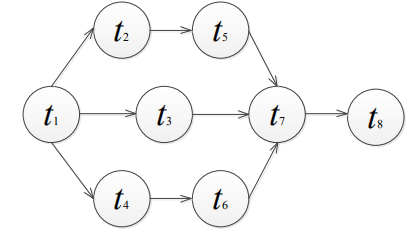 t₂ t₅
t₁ t₃ t₇ t₈
t₄ t₆